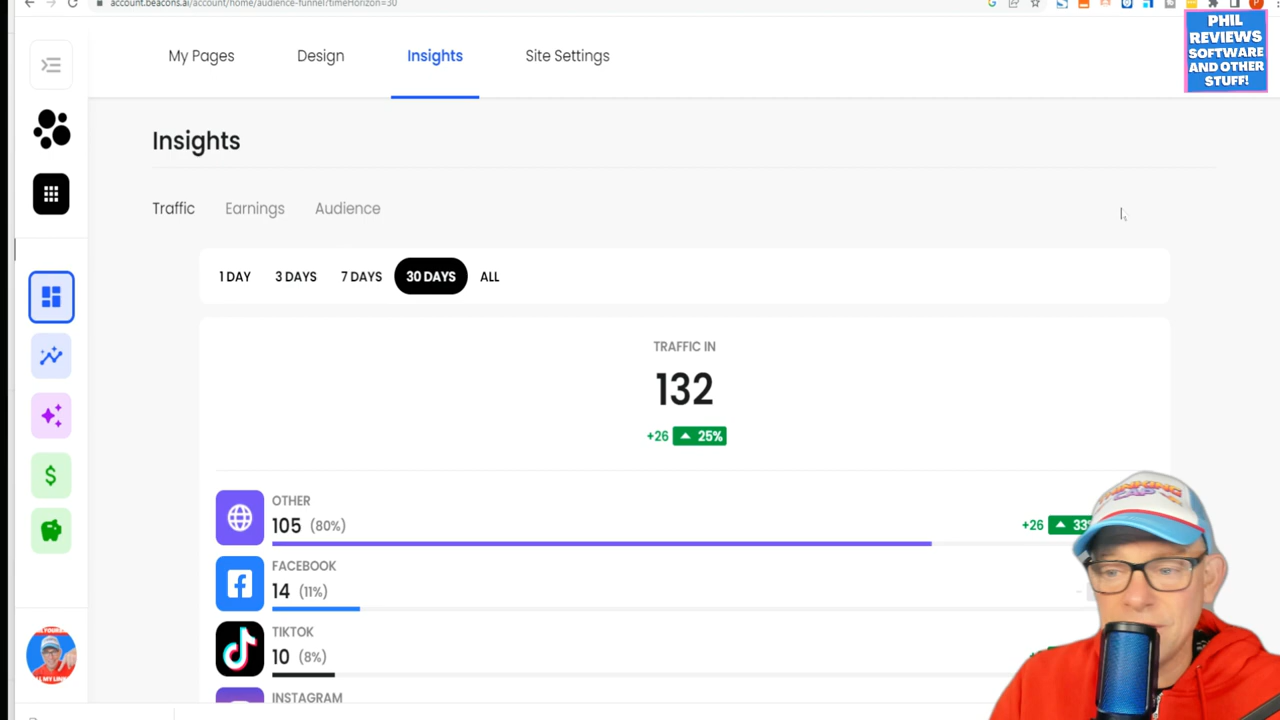 account.beacons.ai/account/home/audience-funnel?timeHorizon=30
PHIL
REVIEWS
SOFTWARE
AND OTHER
STUFF!
My Pages
Design
Insights
Site Settings
Insights
Traffic
Earnings
Audience
1 DAY
3 DAYS
7 DAYS
30 DAYS
ALL
TRAFFIC IN
132
+26 25%
OTHER
105 (80%)
+26
FACEBOOK
14 (11%)
TIKTOK
10 (8%)
INSTAGRAM
THINKING
CAP